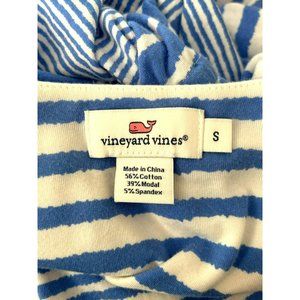 vineyard vines®
S
Made in China
56% Cotton
39% Modal
5% Spandex